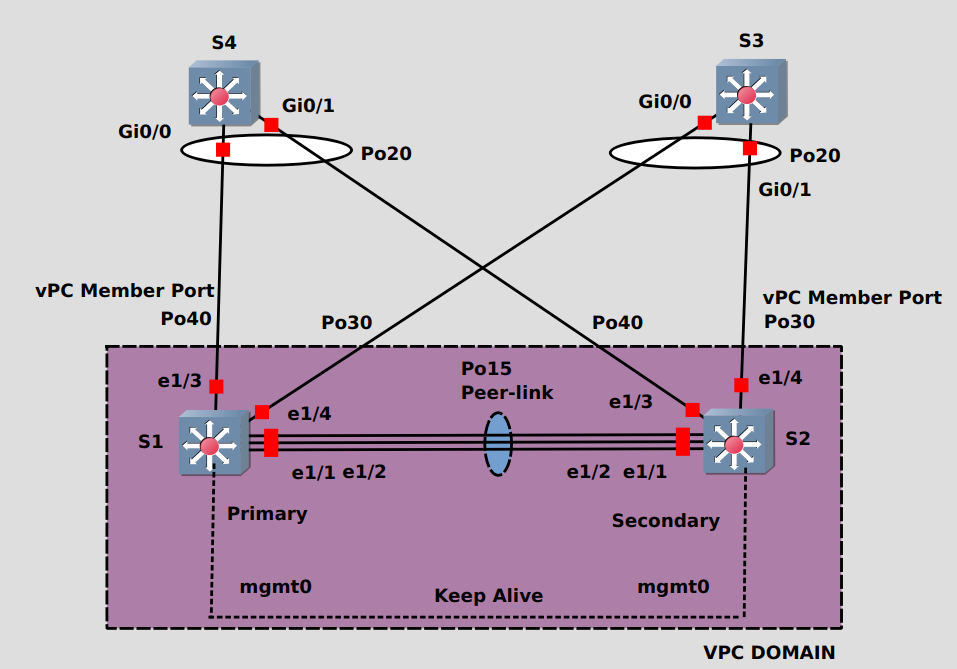 S4
S3
Gi0/1
Gi0/0
Gi0/0
Po20
Po20
Gi0/1
vPC Member Port
Po40
vPC Member Port
Po30
Po30
Po40
Po15
Peer-link
e1/3
e1/4
e1/3
e1/4
S1
S2
e1/1 e1/2
e1/2 e1/1
Primary
Secondary
mgmt0
mgmt0
Keep Alive
VPC DOMAIN